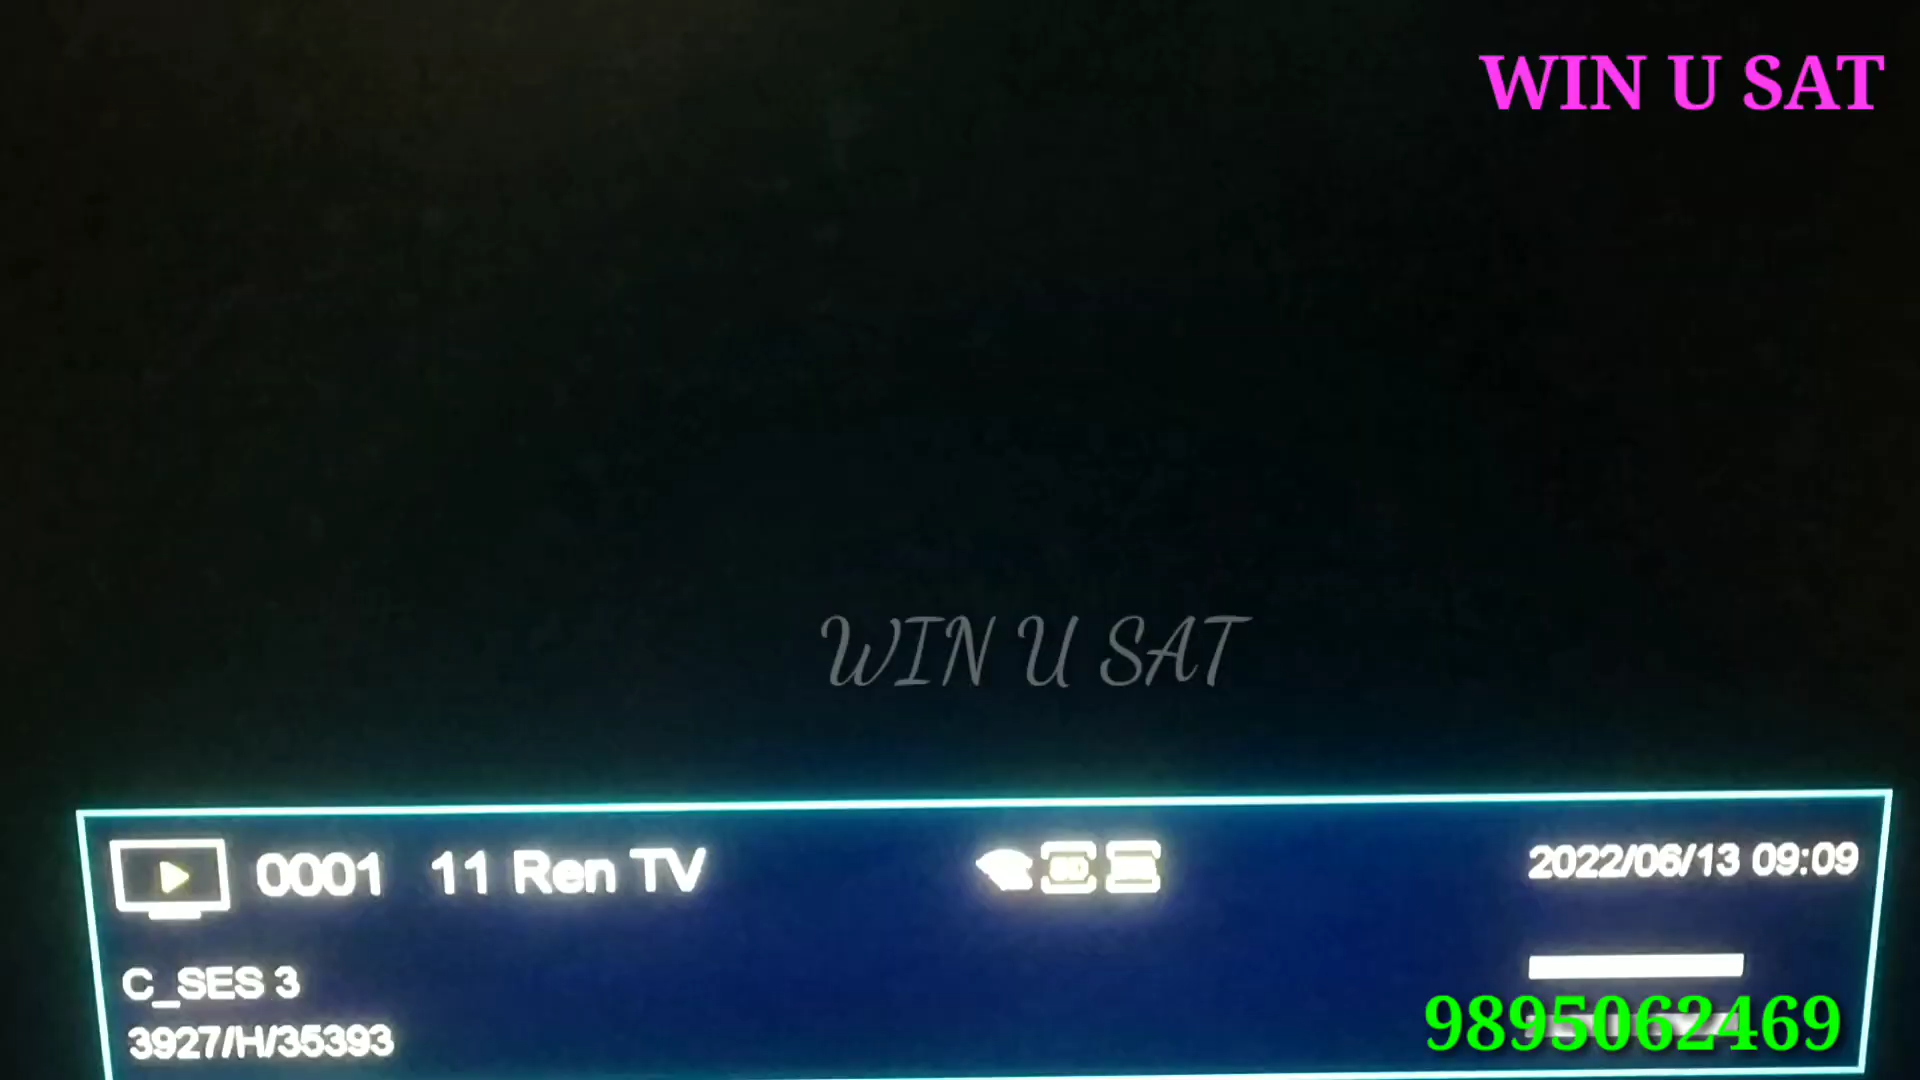 WIN U SAT
WIN U SAT
0001 11 Ren TV
2022/06/13 09:09
C_SES 3
3927/H/35393
9895062469